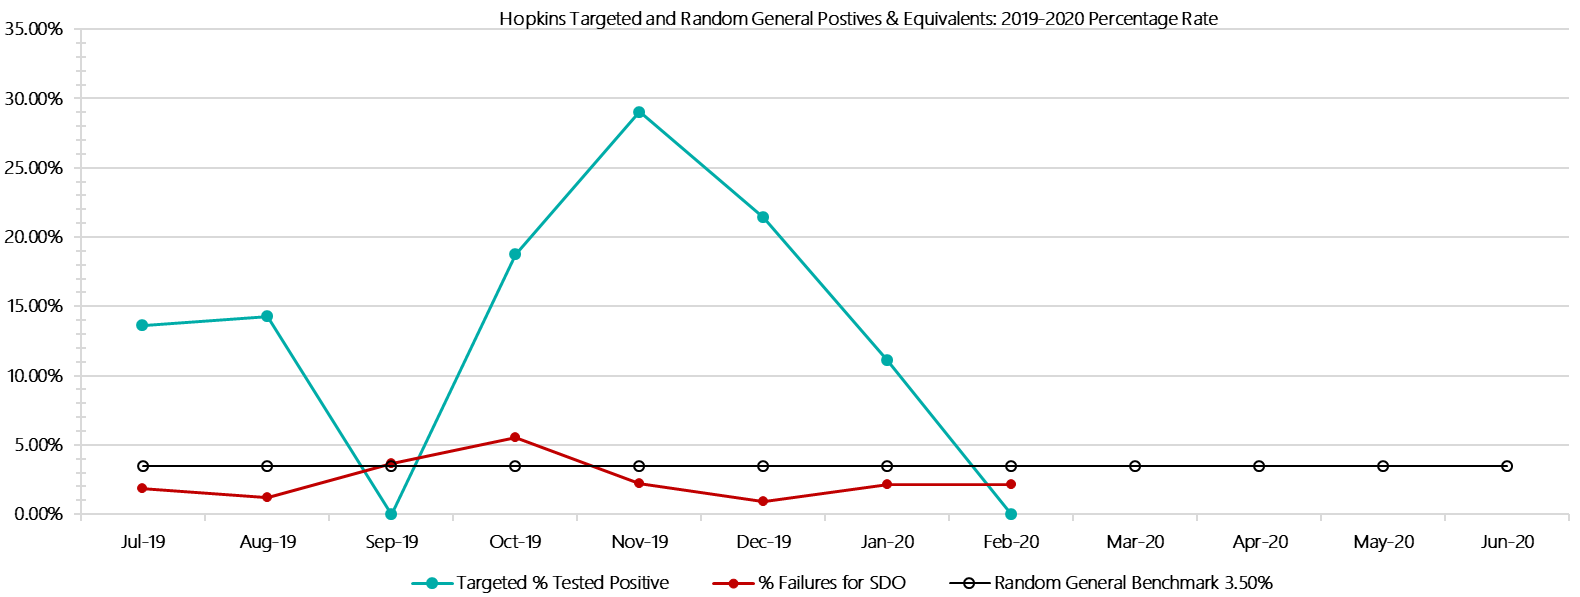 Hopkins Targeted and Random General Postives & Equivalents: 2019-2020 Percentage Rate
35.00%
30.00%
25.00%
20.00%
15.00%
10.00%
5.00%
0.00%
Jul-19 Aug-19 Sep-19 Oct-19 Nov-19 Dec-19 Jan-20 Feb-20 Mar-20 Apr-20 May-20 Jun-20
Targeted % Tested Positive % Failures for SDO Random General Benchmark 3.50%